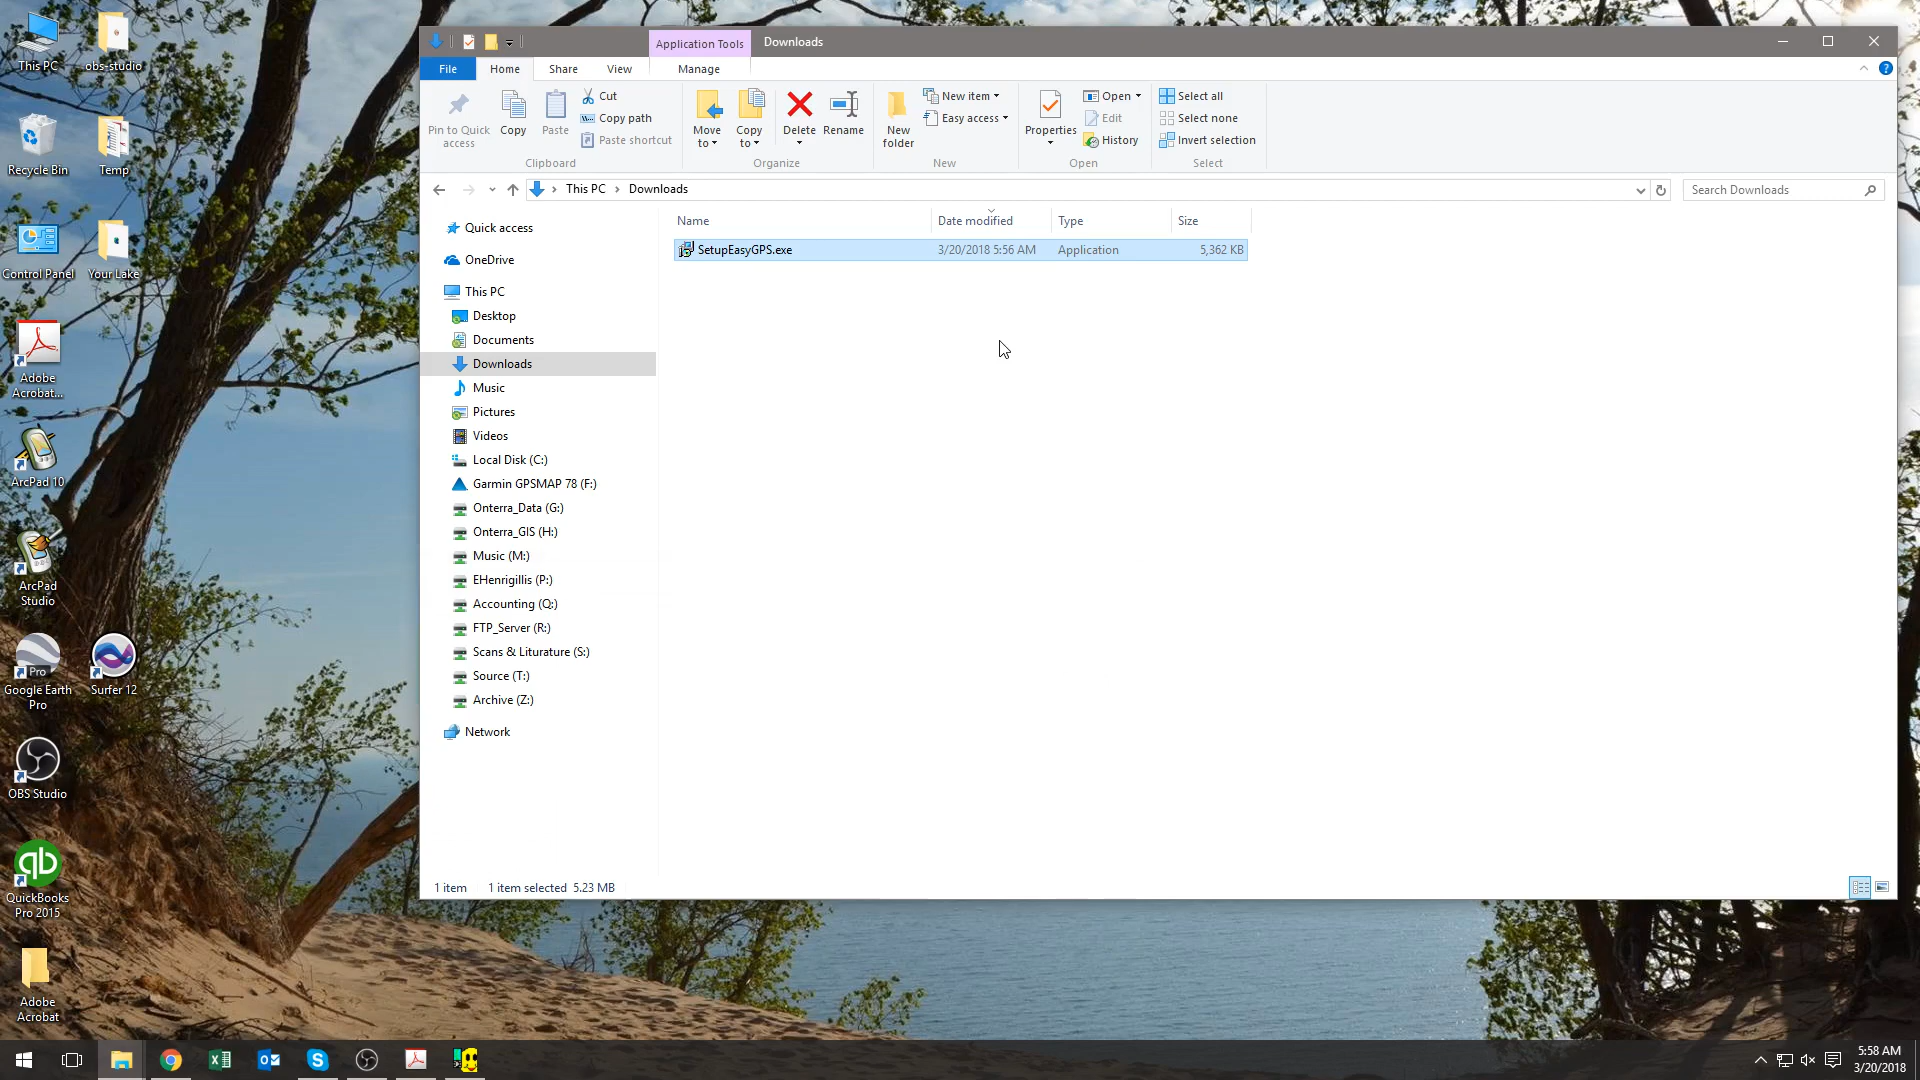 This PC
obs-studio
Recycle Bin
Temp
Control Panel
Your Lake
Adobe
Acrobat...
ArcPad 10
ArcPad
Studio
Pro
Google Earth
Pro
Surfer 12
OBS Studio
qb
QuickBooks
Pro 2015
Adobe
Acrobat
Application Tools
Downloads
File
Home
Share
View
Manage
Pin to Quick
access
Copy
Paste
Cut
Copy path
Paste shortcut
Clipboard
Move
to
Copy
to
Delete
Rename
Organize
New
folder
New item
Easy access
New
Properties
Open
Edit
History
Open
Select all
Select none
Invert selection
Select
This PC
Downloads
Search Downloads
Quick access
OneDrive
This PC
Desktop
Documents
Downloads
Music
Pictures
Videos
Local Disk (C:)
Garmin GPSMAP 78 (F:)
Onterra_Data (G:)
Onterra_GIS (H:)
Music (M:)
EHenrigillis (P:)
Accounting (Q:)
FTP_Server (R:)
Scans & Liturature (S:)
Source (T:)
Archive (Z:)
Network
Name
Date modified
Type
Size
SetupEasyGPS.exe
3/20/2018 5:56 AM
Application
5,362 KB
1 item
1 item selected 5.23 MB
5:58 AM
3/20/2018